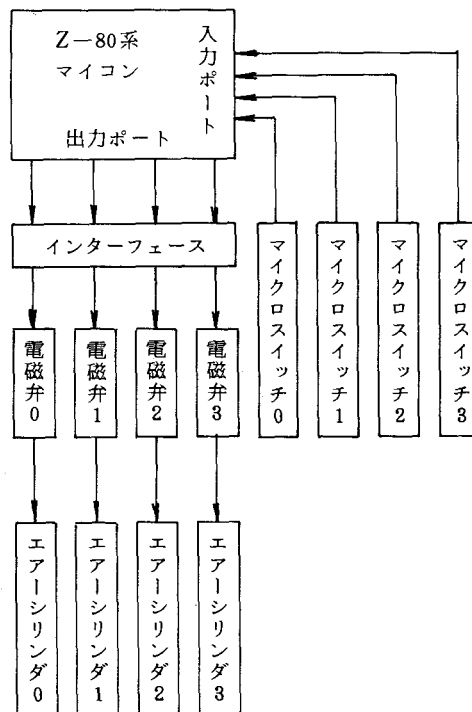 Z－80系
マイコン
入力ポート
出力ポート
インターフェース
電磁弁0
電磁弁1
電磁弁2
電磁弁3
マイクロスイッチ0
マイクロスイッチ1
マイクロスイッチ2
マイクロスイッチ3
エアーシリンダ0
エアーシリンダ1
エアーシリンダ2
エアーシリンダ3